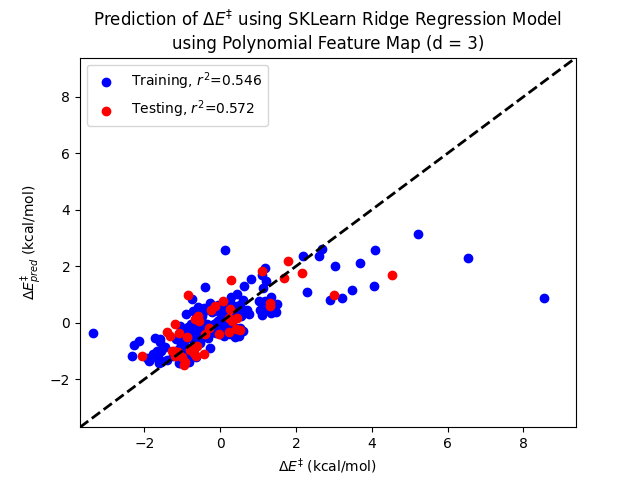 Prediction of ΔE‡ using SKLearn Ridge Regression Model
using Polynomial Feature Map (d = 3)
Training, r²=0.546
Testing, r²=0.572
8
6
4
2
0
−2
ΔE‡pred (kcal/mol)
−2 0 2 4 6 8
ΔE‡ (kcal/mol)